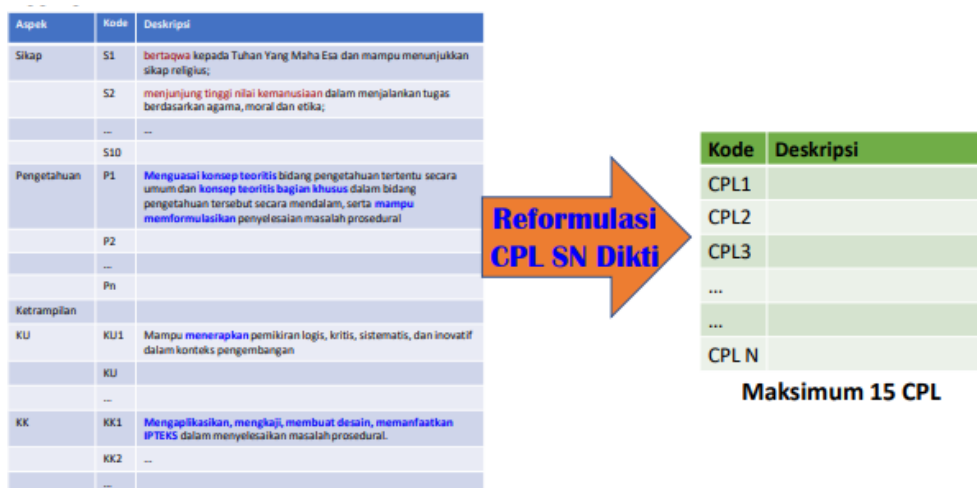 Aspek Kode Deskripsi
Sikap S1 bertaqwa kepada Tuhan Yang Maha Esa dan mampu menunjukkan
sikap religius;
S2 menjunjung tinggi nilai kemanusiaan dalam menjalankan tugas
berdasarkan agama, moral dan etika;
... ...
S10
Pengetahuan P1 Menguasai konsep teoritis bidang pengetahuan tertentu secara
umum dan konsep teoritis bagian khusus dalam bidang
pengetahuan tersebut secara mendalam, serta mampu
memformulasikan penyelesaian masalah prosedural
P2
...
Pn
Ketrampilan
KU KU1 Mampu menerapkan pemikiran logis, kritis, sistematis, dan inovatif
dalam konteks pengembangan
KU
...
KK KK1 Mengaplikasikan, mengkaji, membuat desain, memanfaatkan
IPTEKS dalam menyelesaikan masalah prosedural.
KK2 ...
...
Reformulasi
CPL SN Dikti
Kode Deskripsi
CPL1
CPL2
CPL3
...
...
CPL N
Maksimum 15 CPL